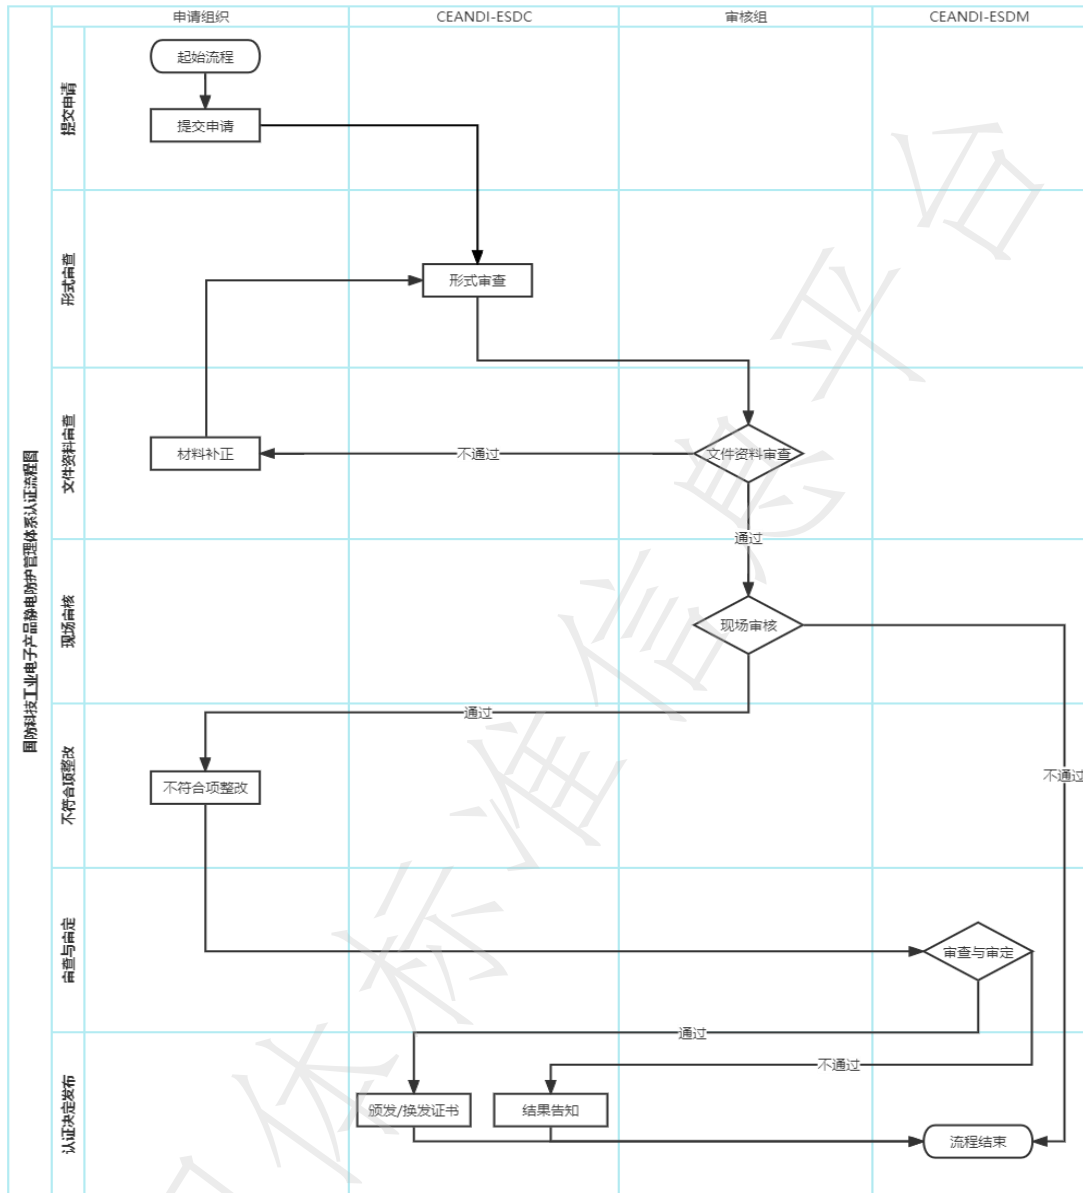 申请组织
CEANDI-ESDC
审核组
CEANDI-ESDM
国防科技工业电子产品静电防护管理体系认证流程图
提交申请
起始流程
提交申请
形式审查
形式审查
文件资料审查
材料补正
不通过
文件资料审查
通过
现场审核
现场审核
通过
不符合项整改
不符合项整改
不通过
审查与审定
审查与审定
通过
不通过
认证决定发布
颁发/换发证书
结果告知
流程结束
体标准信息平台